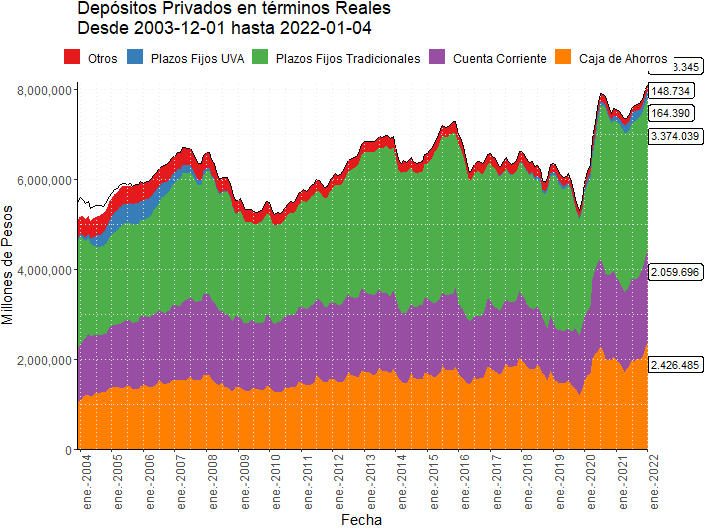 Depósitos Privados en términos Reales
Desde 2003-12-01 hasta 2022-01-04
Otros
Plazos Fijos UVA
Plazos Fijos Tradicionales
Cuenta Corriente
Caja de Ahorros
Millones de Pesos
8,000,000
6,000,000
4,000,000
2,000,000
0
3.345
148.734
164.390
3.374.039
2.059.696
2.426.485
ene.-2004
ene.-2005
ene.-2006
ene.-2007
ene.-2008
ene.-2009
ene.-2010
ene.-2011
ene.-2012
ene.-2013
ene.-2014
ene.-2015
ene.-2016
ene.-2017
ene.-2018
ene.-2019
ene.-2020
ene.-2021
ene.-2022
Fecha